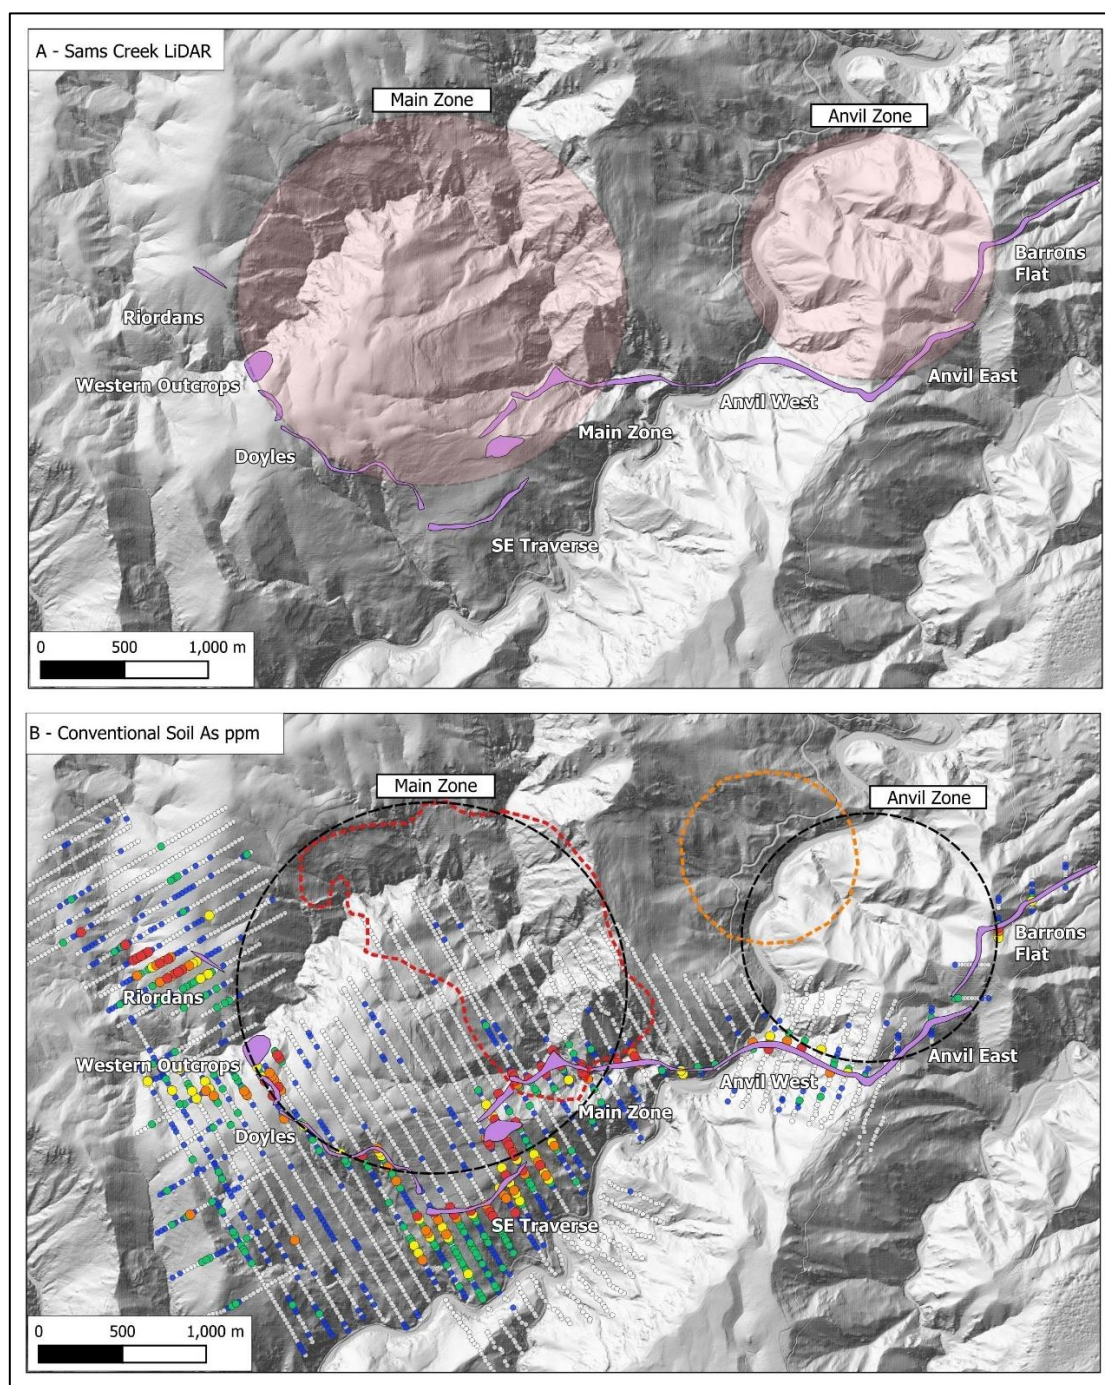 A - Sams Creek LiDAR
Main Zone
Anvil Zone
Barrons
Flat
Riordans
Western Outcrops
Anvil East
Anvil West
Main Zone
Doyles
SE Traverse
0 500 1,000 m
B - Conventional Soil As ppm
Main Zone
Anvil Zone
Barrons
Flat
Riordans
Western Outcrops
Anvil East
Anvil West
Main Zone
Doyles
SE Traverse
0 500 1,000 m